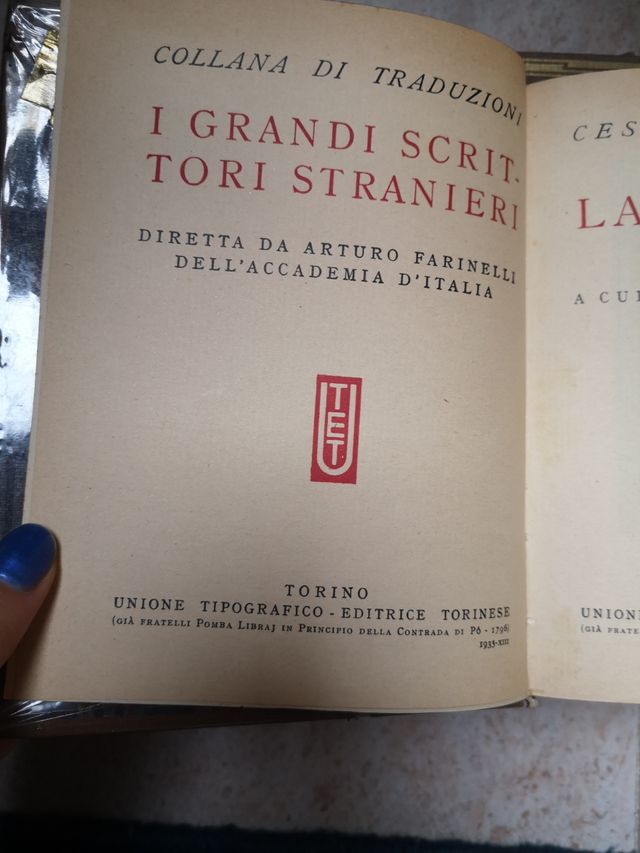 COLLANA DI TRADUZIONI
I GRANDI SCRIT-
TORI STRANIERI
DIRETTA DA ARTURO FARINELLI
DELL'ACCADEMIA D'ITALIA
UTET
TORINO
UNIONE TIPOGRAFICO - EDITRICE TORINESE
(GIÀ FRATELLI POMBA LIBRAJ IN PRINCIPIO DELLA CONTRADA DI PÒ - 1796)
1935-XIII
CES
LA
A CU
UNION
(GIÀ FRATE